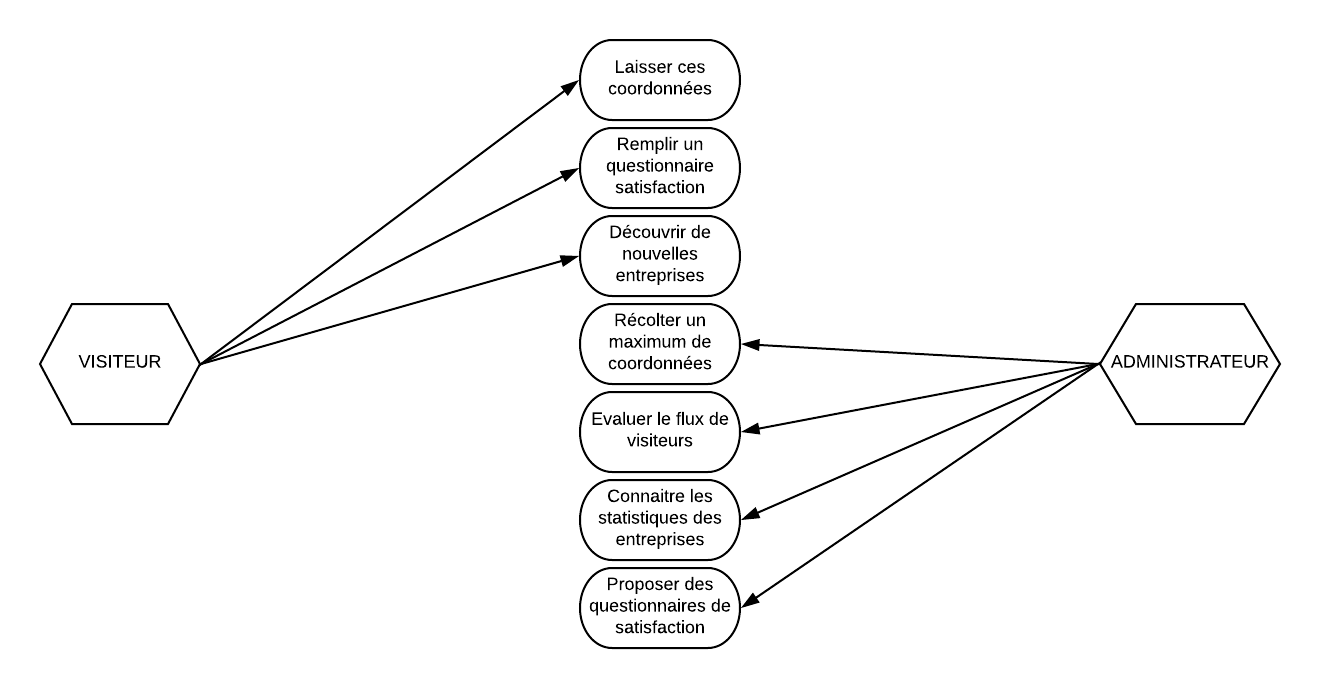 Laisser ces
coordonnées
Remplir un
questionnaire
satisfaction
Découvrir de
nouvelles
entreprises
VISITEUR
Récolter un
maximum de
coordonnées
ADMINISTRATEUR
Evaluer le flux de
visiteurs
Connaitre les
statistiques des
entreprises
Proposer des
questionnaires de
satisfaction